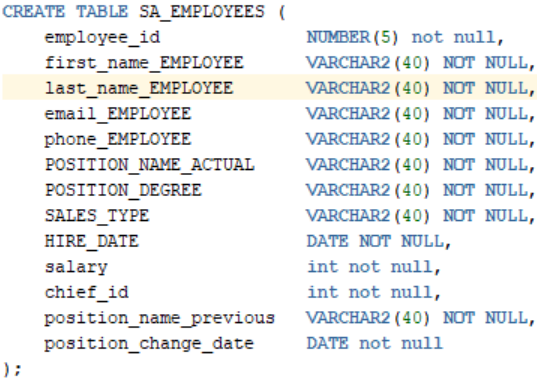 CREATE TABLE SA_EMPLOYEES (
employee_id NUMBER(5) not null,
first_name_EMPLOYEE VARCHAR2(40) NOT NULL,
last_name_EMPLOYEE VARCHAR2(40) NOT NULL,
email_EMPLOYEE VARCHAR2(40) NOT NULL,
phone_EMPLOYEE VARCHAR2(40) NOT NULL,
POSITION_NAME_ACTUAL VARCHAR2(40) NOT NULL,
POSITION_DEGREE VARCHAR2(40) NOT NULL,
SALES_TYPE VARCHAR2(40) NOT NULL,
HIRE_DATE DATE NOT NULL,
salary int not null,
chief_id int not null,
position_name_previous VARCHAR2(40) NOT NULL,
position_change_date DATE not null
);